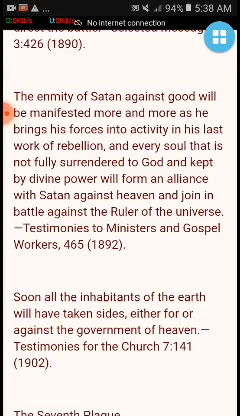 94% 5:38 AM
0:0KB/s U:0KB/s No internet connection
3:426 (1890).
The enmity of Satan against good will
be manifested more and more as he
brings his forces into activity in his last
work of rebellion, and every soul that is
not fully surrendered to God and kept
by divine power will form an alliance
with Satan against heaven and join in
battle against the Ruler of the universe.
—Testimonies to Ministers and Gospel
Workers, 465 (1892).
Soon all the inhabitants of the earth
will have taken sides, either for or
against the government of heaven.—
Testimonies for the Church 7:141
(1902).
The Seventh Plague